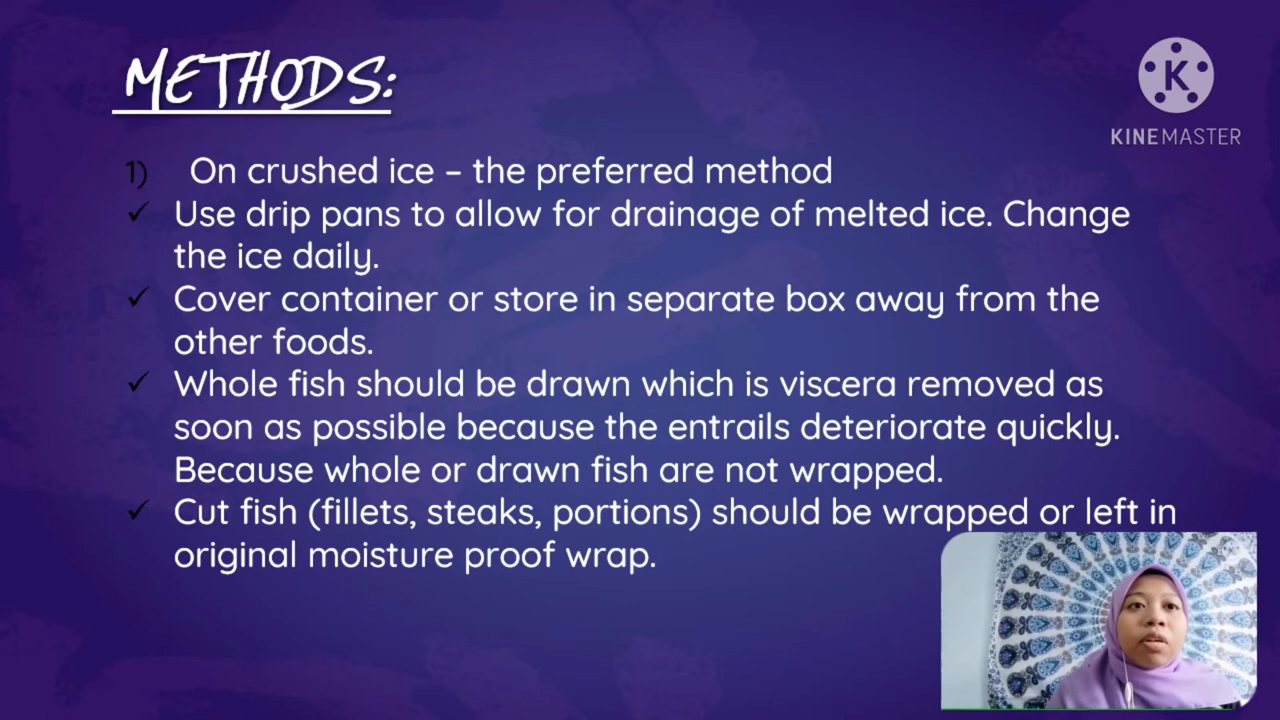 METHODS:
K
KINEMASTER
1) On crushed ice – the preferred method
✓ Use drip pans to allow for drainage of melted ice. Change
the ice daily.
✓ Cover container or store in separate box away from the
other foods.
✓ Whole fish should be drawn which is viscera removed as
soon as possible because the entrails deteriorate quickly.
Because whole or drawn fish are not wrapped.
✓ Cut fish (fillets, steaks, portions) should be wrapped or left in
original moisture proof wrap.